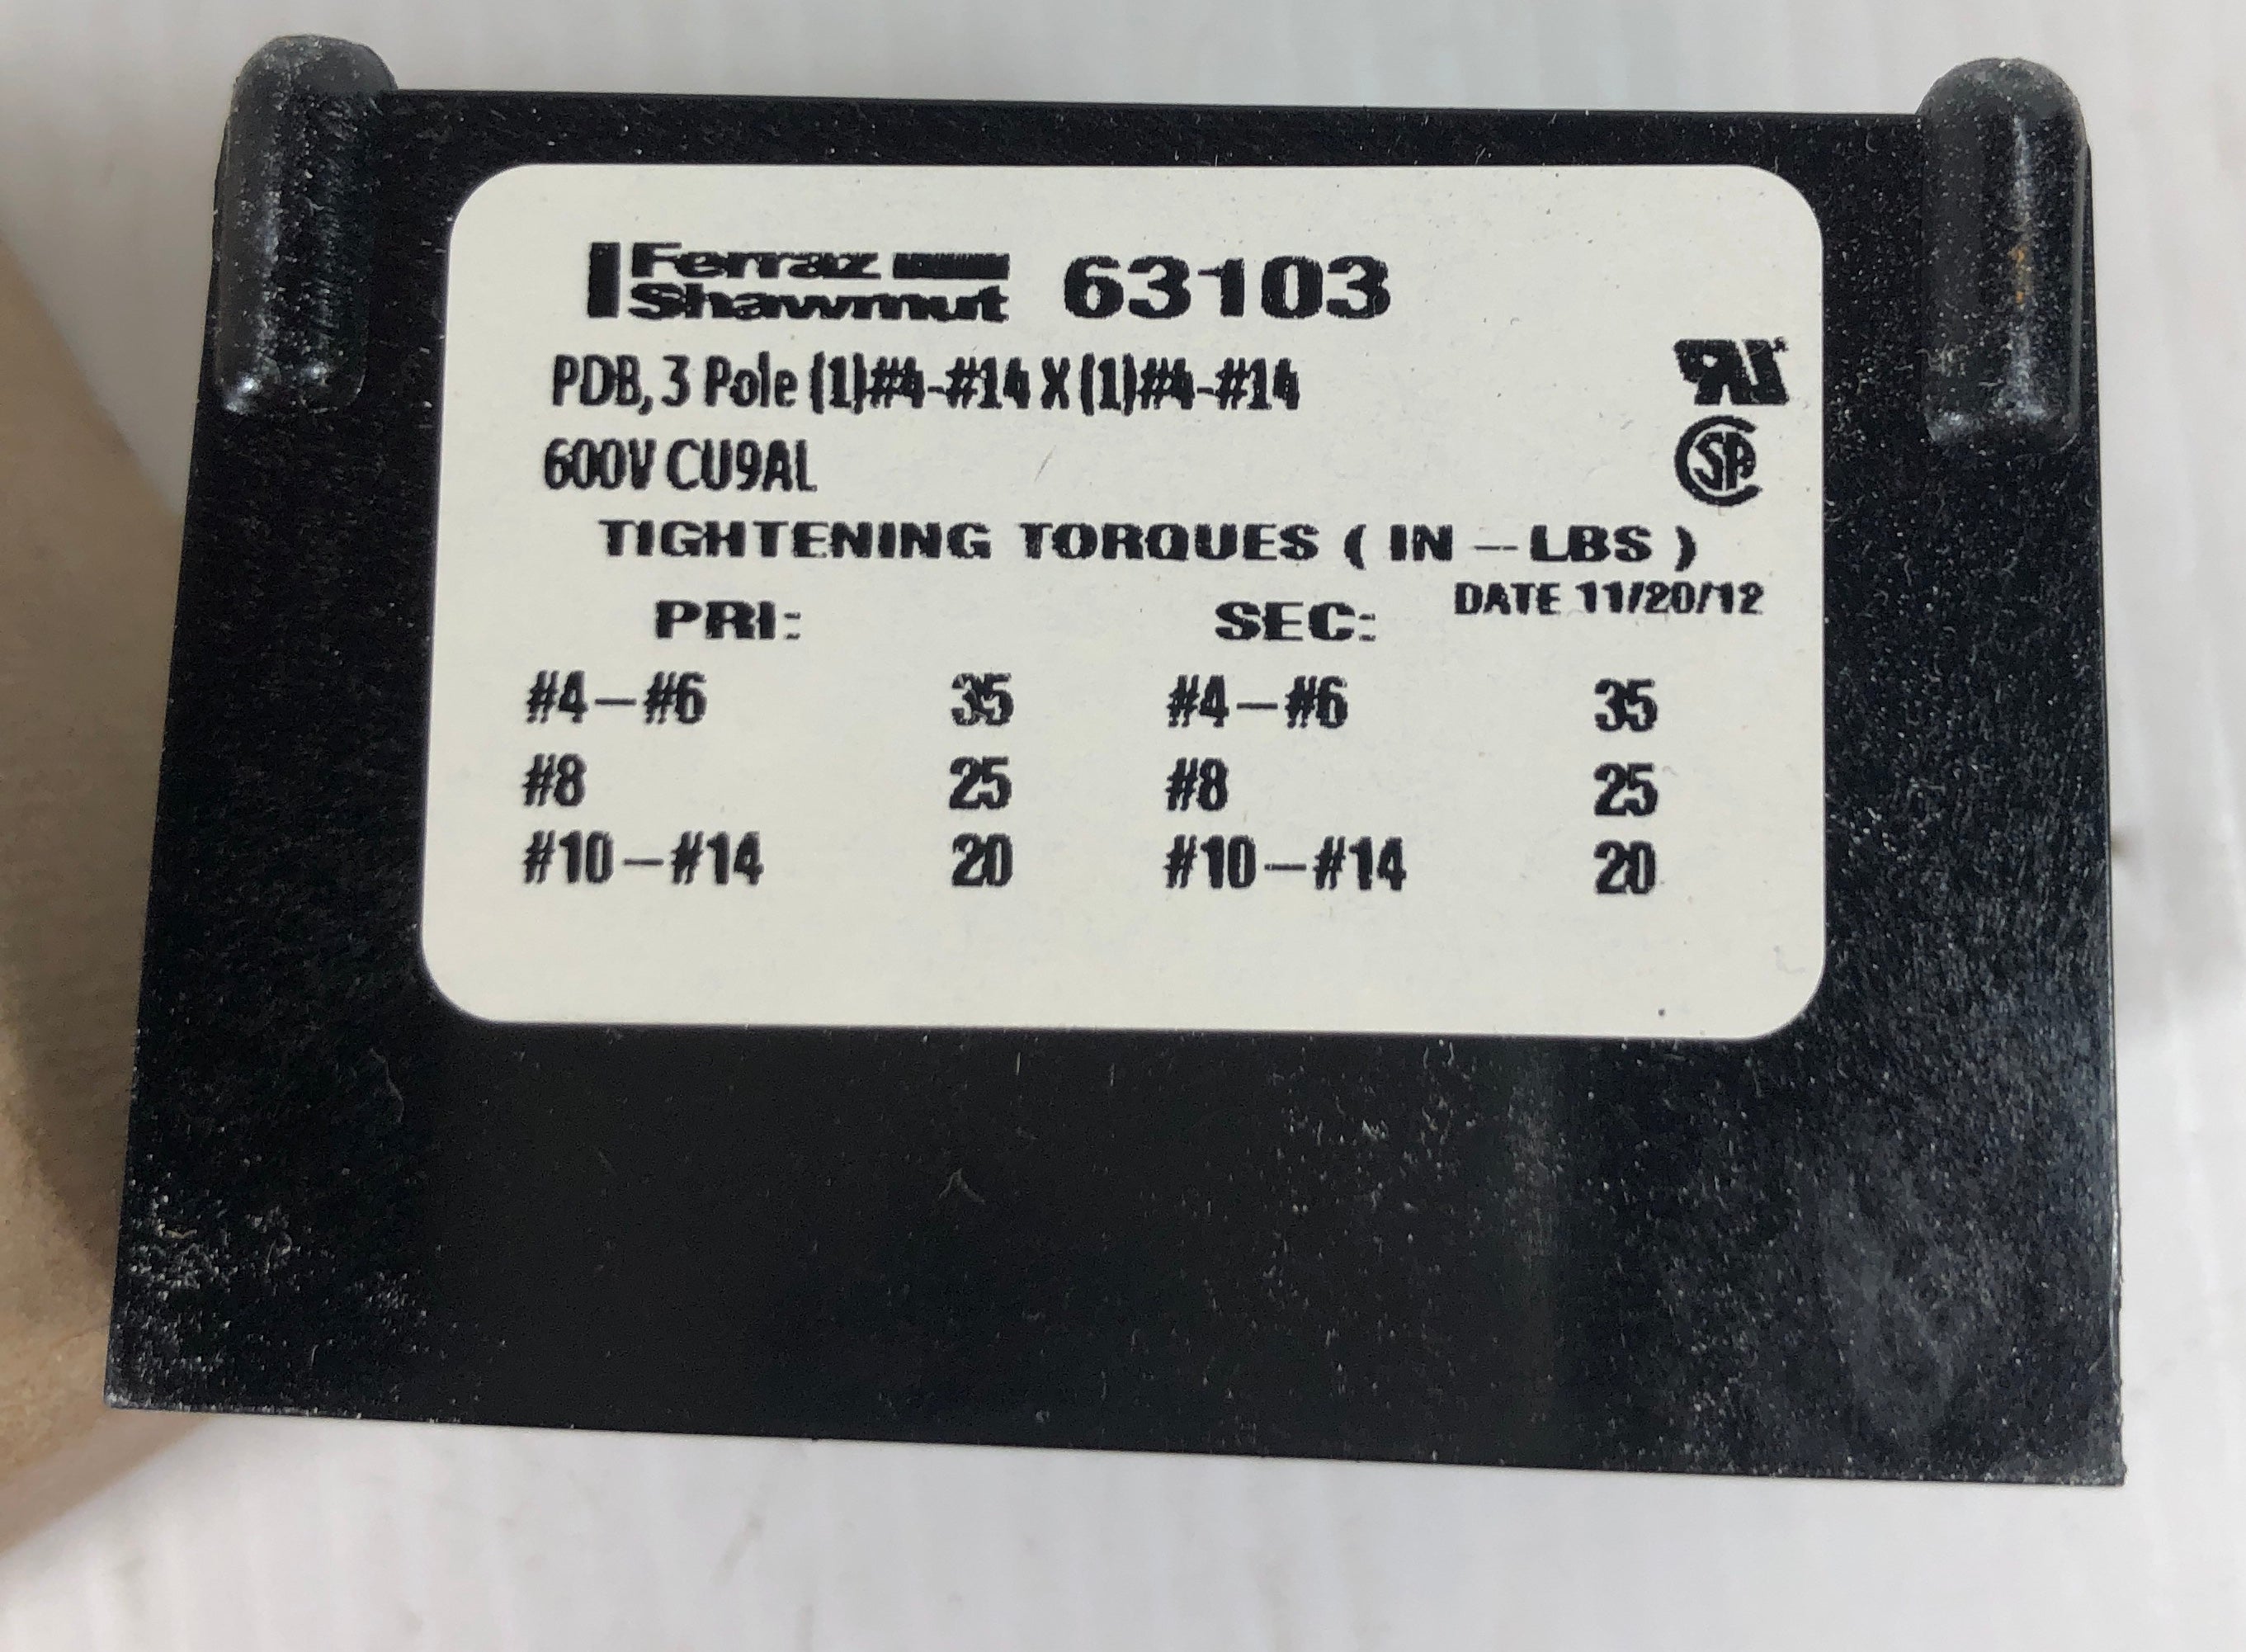 Ferraz Shawmut 63103
PDB, 3 Pole (1)#4-#14 X (1)#4-#14
600V CU9AL
TIGHTENING TORQUES ( IN - LBS )
DATE 11/20/12
PRI: SEC:
#4-#6 35 #4-#6 35
#8 25 #8 25
#10-#14 20 #10-#14 20